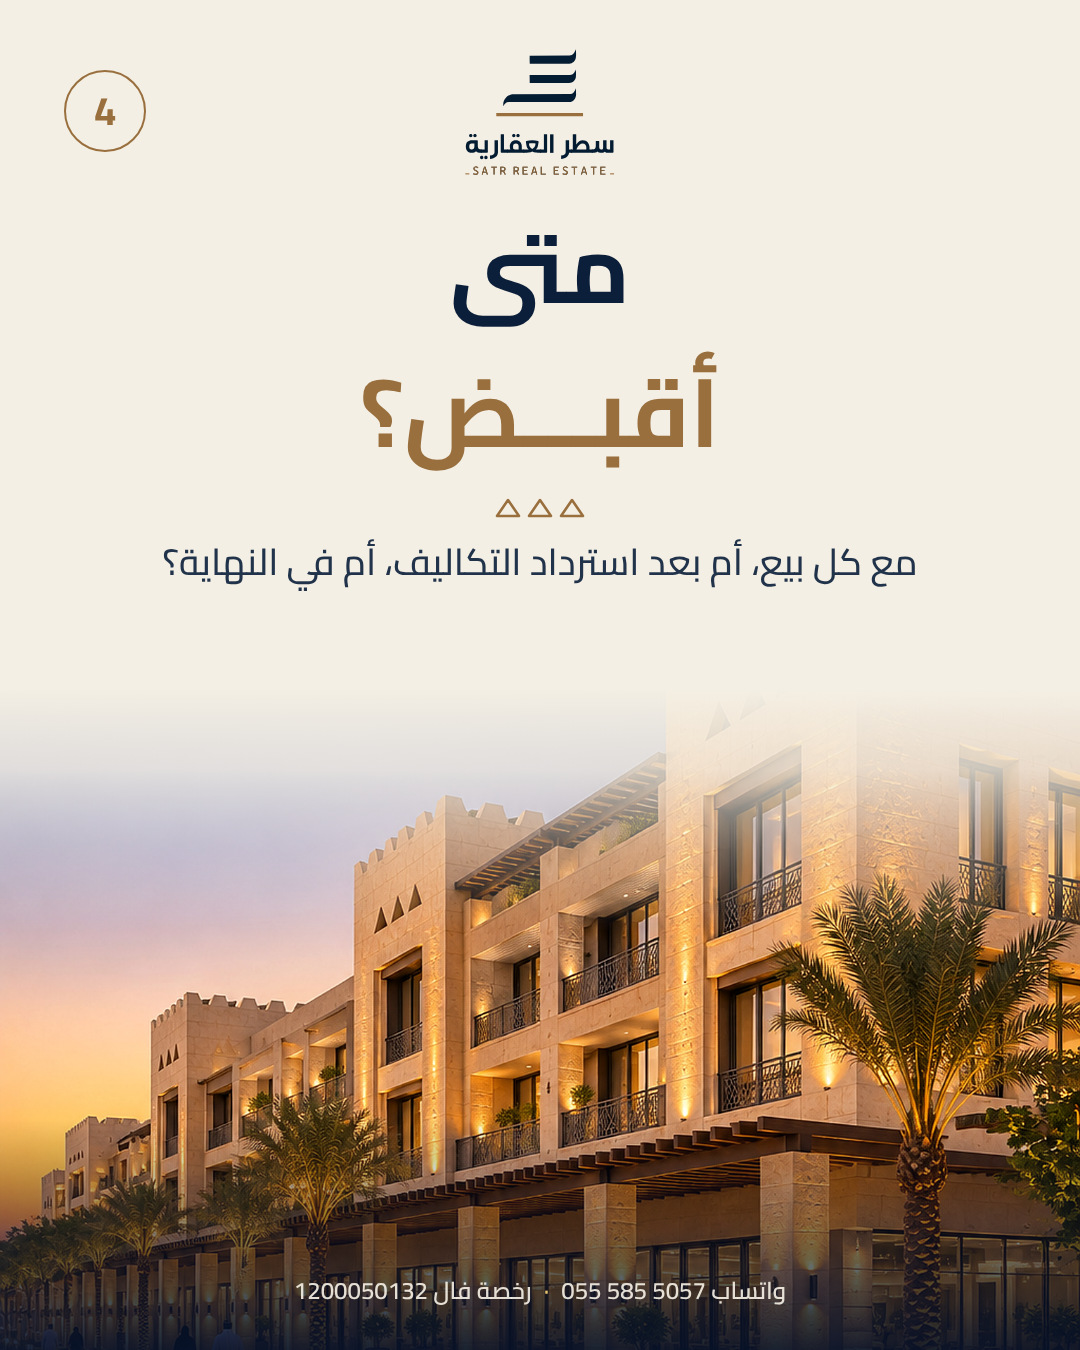 4
سطر العقارية
SATR REAL ESTATE
متى
أقبـــض؟
مع كل بيع، أم بعد استرداد التكاليف، أم في النهاية؟
واتساب 5057 585 055 · رخصة فال 1200050132